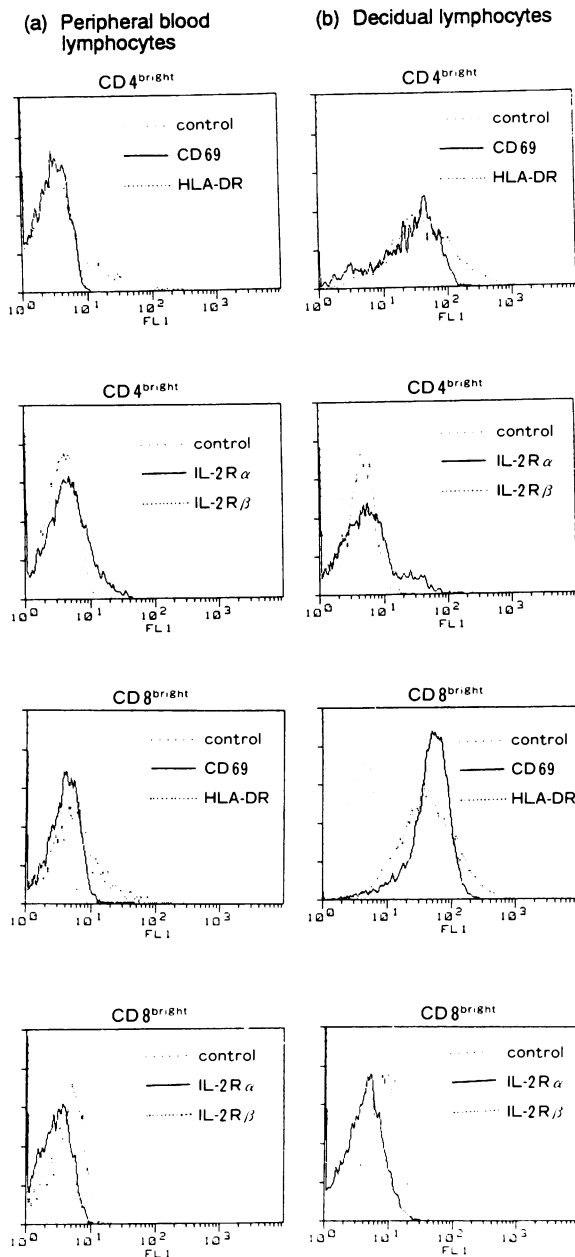 (a) Peripheral blood lymphocytes
(b) Decidual lymphocytes
CD4bright
control
CD69
HLA-DR
10⁰ 10¹ 10² 10³
FL1
CD4bright
control
CD69
HLA-DR
10⁰ 10¹ 10² 10³
FL1
CD4bright
control
IL-2Rα
IL-2Rβ
10⁰ 10¹ 10² 10³
FL1
CD4bright
control
IL-2Rα
IL-2Rβ
10⁰ 10¹ 10² 10³
FL1
CD8bright
control
CD69
HLA-DR
10⁰ 10¹ 10² 10³
FL1
CD8bright
control
CD69
HLA-DR
10⁰ 10¹ 10² 10³
FL1
CD8bright
control
IL-2Rα
IL-2Rβ
10⁰ 10¹ 10² 10³
FL1
CD8bright
control
IL-2Rα
IL-2Rβ
10⁰ 10¹ 10² 10³
FL1